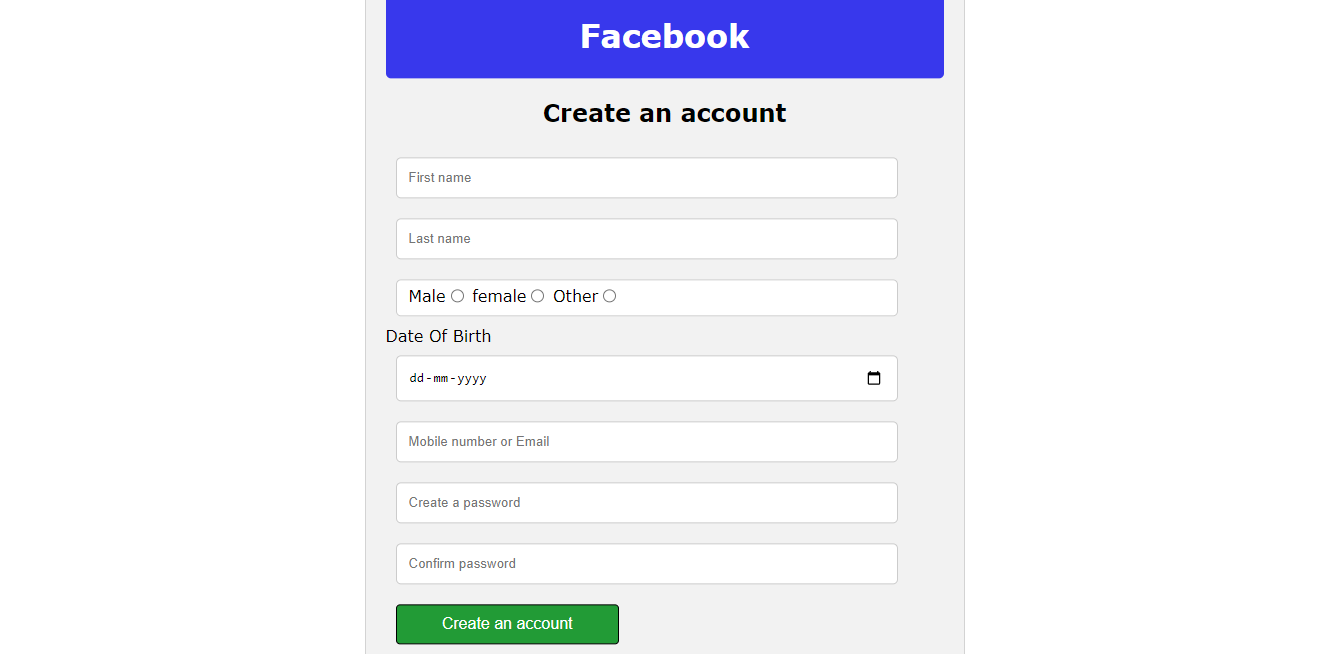 Facebook
Create an account
First name
Last name
Male female Other
Date Of Birth
dd-mm-yyyy
Mobile number or Email
Create a password
Confirm password
Create an account